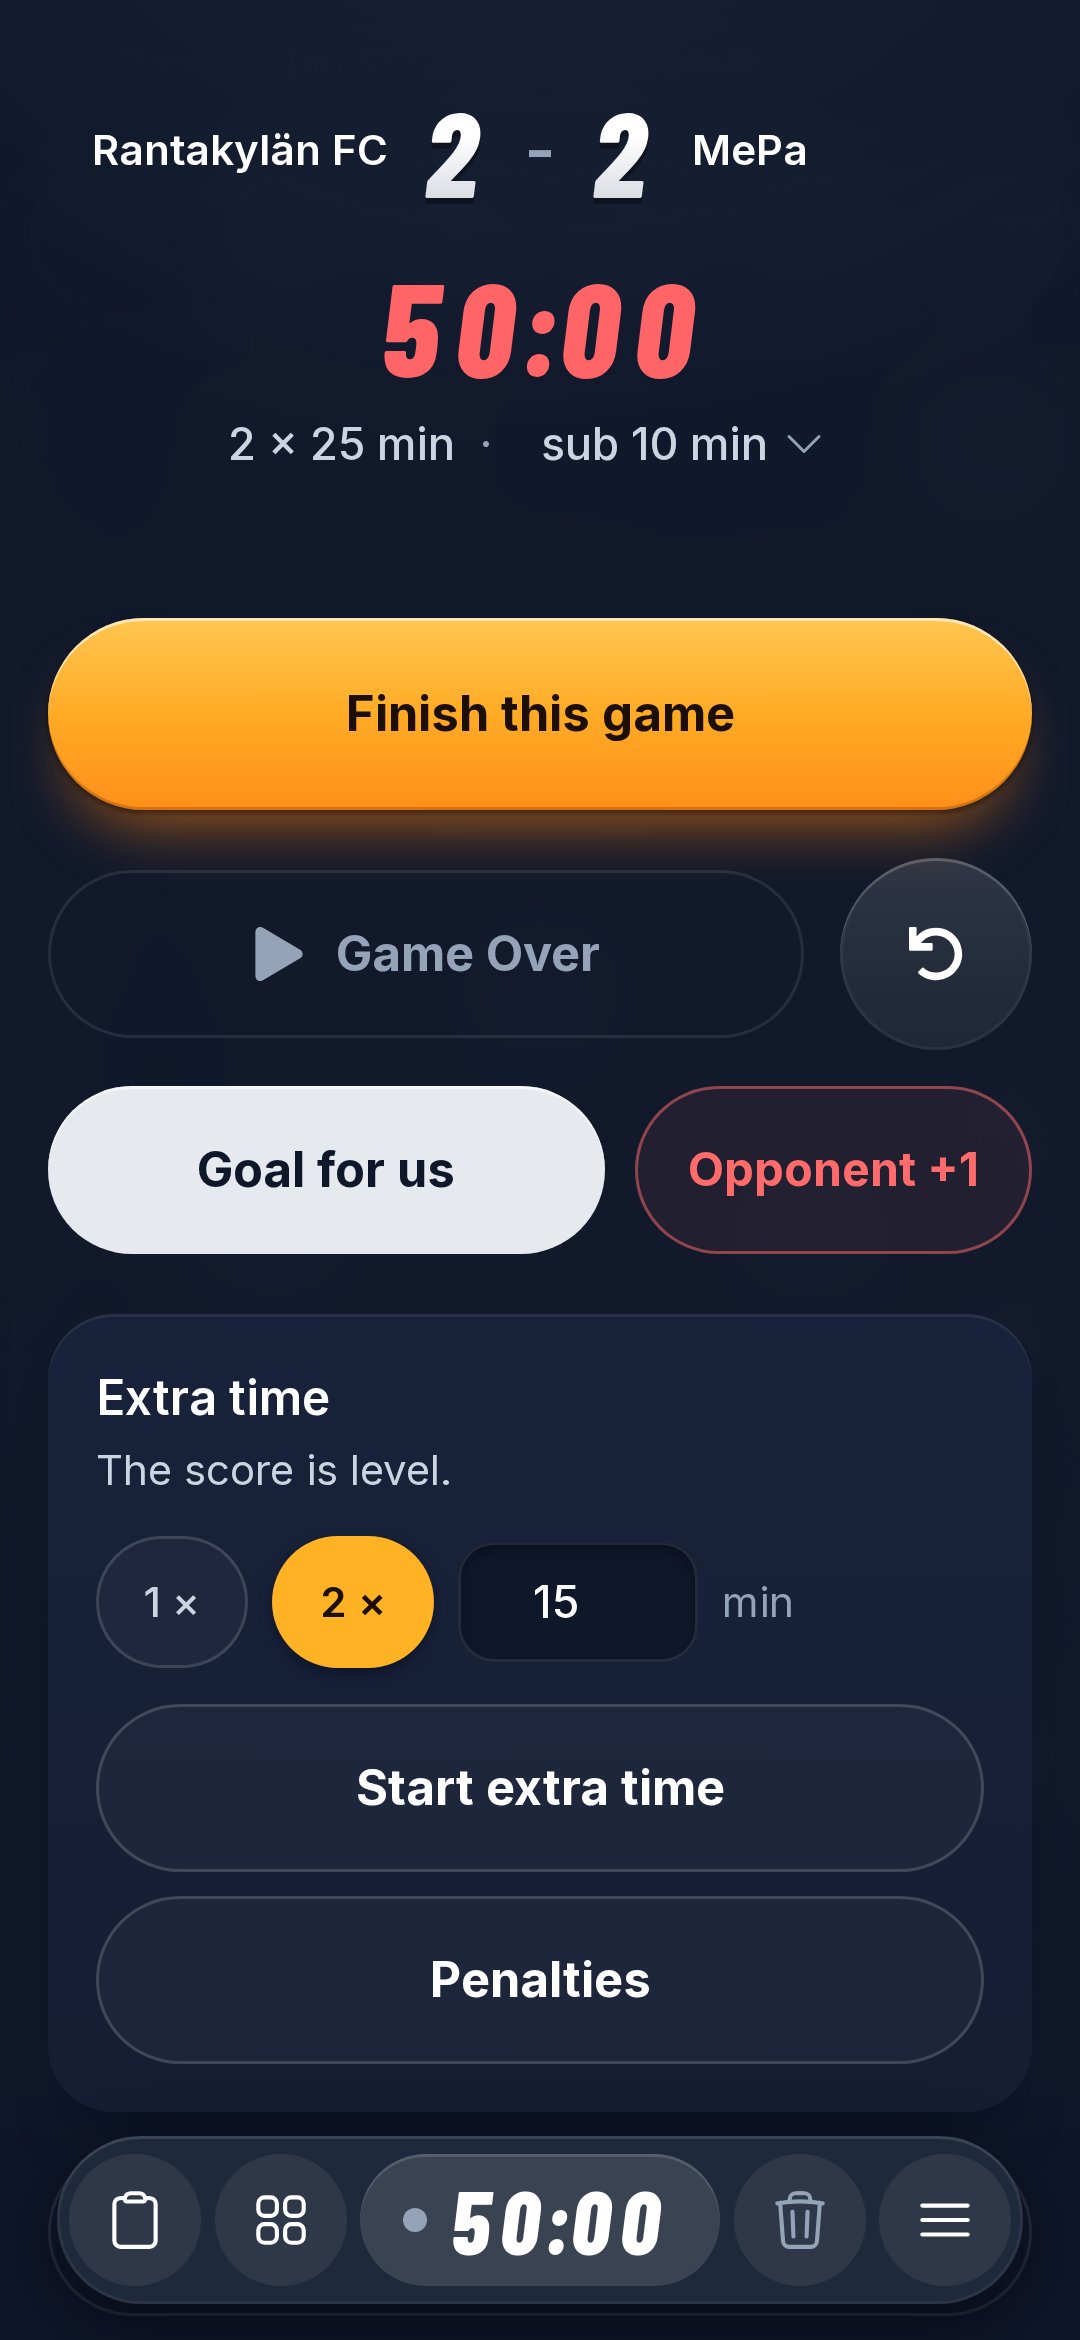 Rantakylän FC 2 - 2 MePa
50:00
2 × 25 min · sub 10 min
Finish this game
Game Over
Goal for us
Opponent +1
Extra time
The score is level.
1 ×
2 ×
15
min
Start extra time
Penalties
50:00